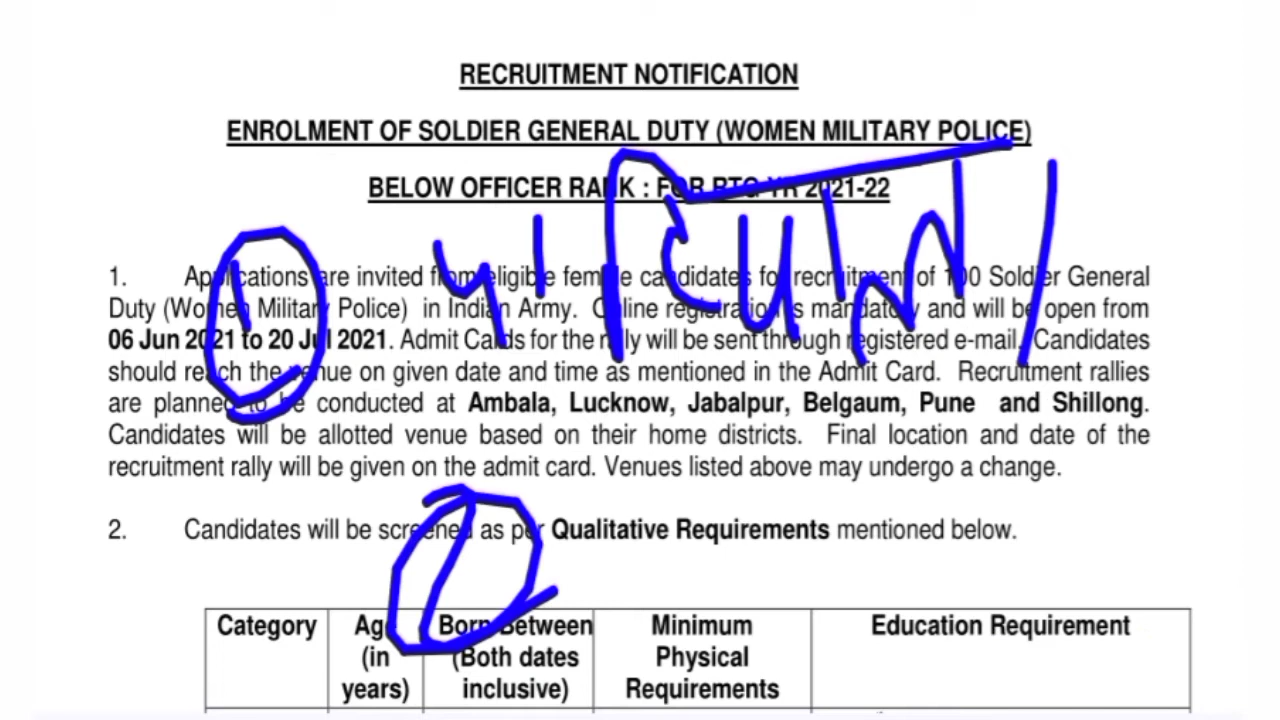 RECRUITMENT NOTIFICATION
ENROLMENT OF SOLDIER GENERAL DUTY (WOMEN MILITARY POLICE)
BELOW OFFICER RANK : FOR RTG YR 2021-22
1. Applications are invited from eligible female candidates for recruitment of 100 Soldier General
Duty (Women Military Police) in Indian Army. Online registration is mandatory and will be open from
06 Jun 2021 to 20 Jul 2021. Admit Cards for the rally will be sent through registered e-mail. Candidates
should reach the venue on given date and time as mentioned in the Admit Card. Recruitment rallies
are planned to be conducted at Ambala, Lucknow, Jabalpur, Belgaum, Pune and Shillong.
Candidates will be allotted venue based on their home districts. Final location and date of the
recruitment rally will be given on the admit card. Venues listed above may undergo a change.
2. Candidates will be screened as per Qualitative Requirements mentioned below.
Category Age Born Between Minimum Education Requirement
(in (Both dates Physical
years) inclusive) Requirements